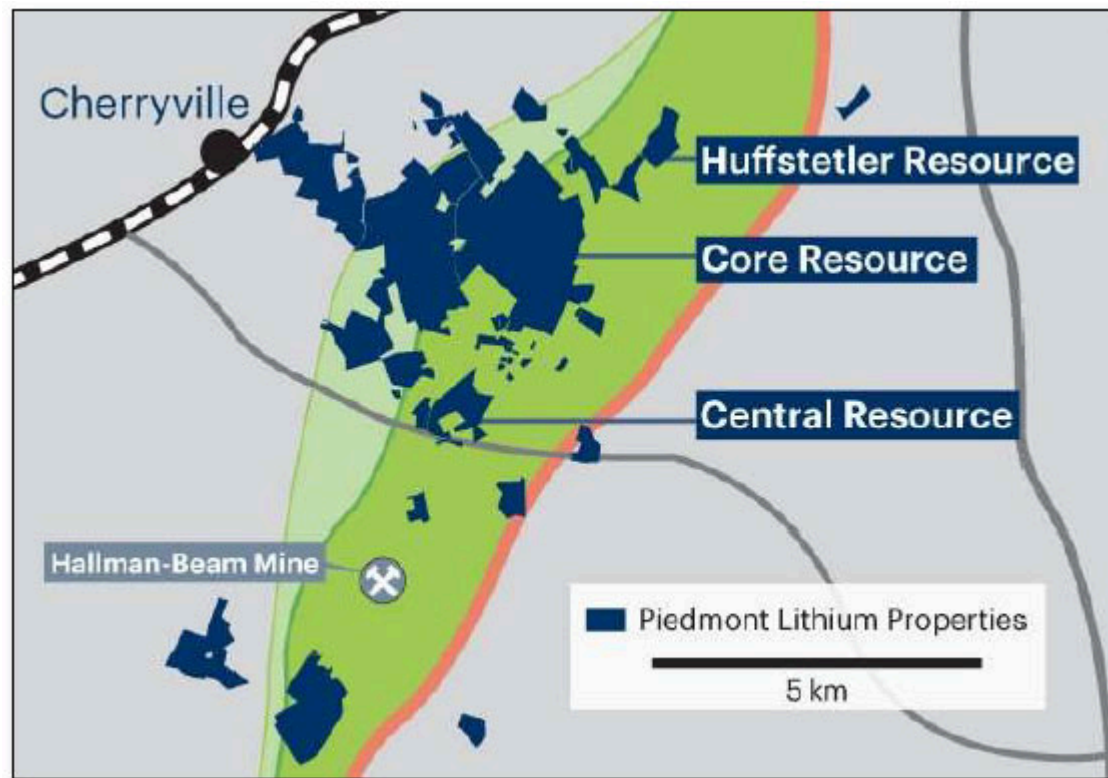 Cherryville
Huffstetler Resource
Core Resource
Central Resource
Hallman-Beam Mine
Piedmont Lithium Properties
5 km